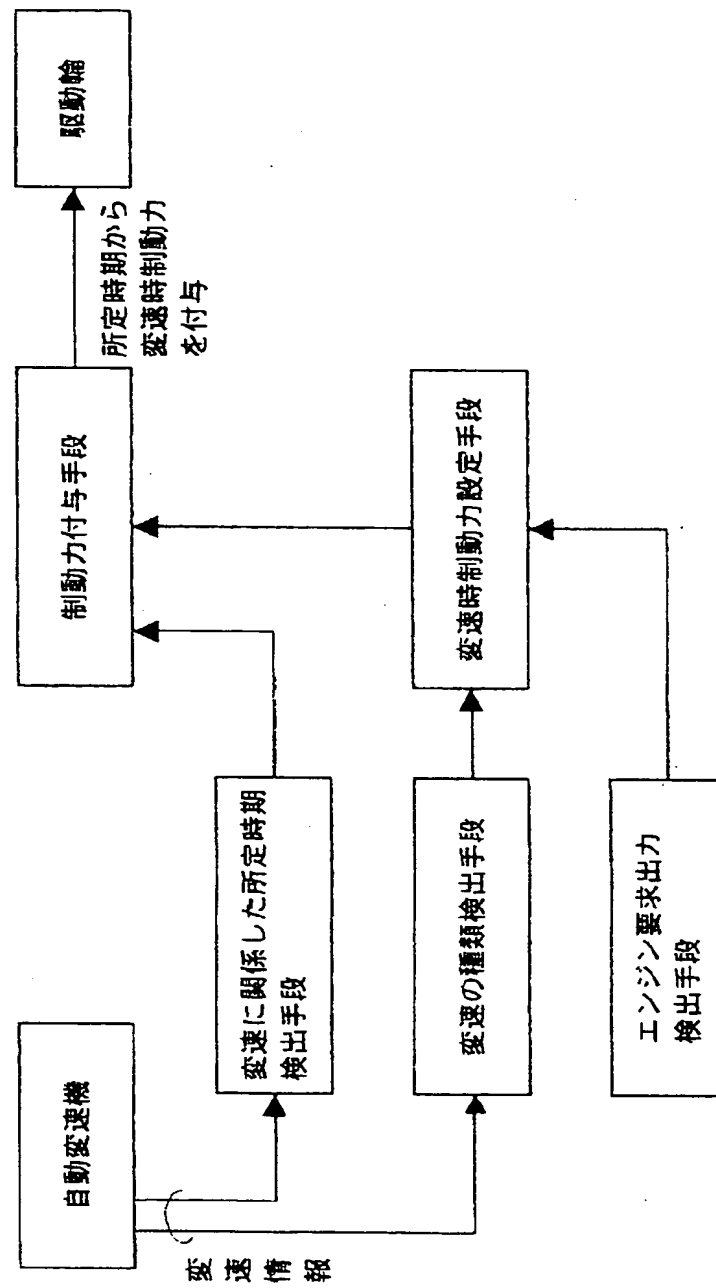 自動変速機
変速情報
変速に関係した所定時期
検出手段
変速の種類検出手段
エンジン要求出力
検出手段
制動力付与手段
変速時制動力設定手段
所定時期から
変速時制動力
を付与
駆動輪